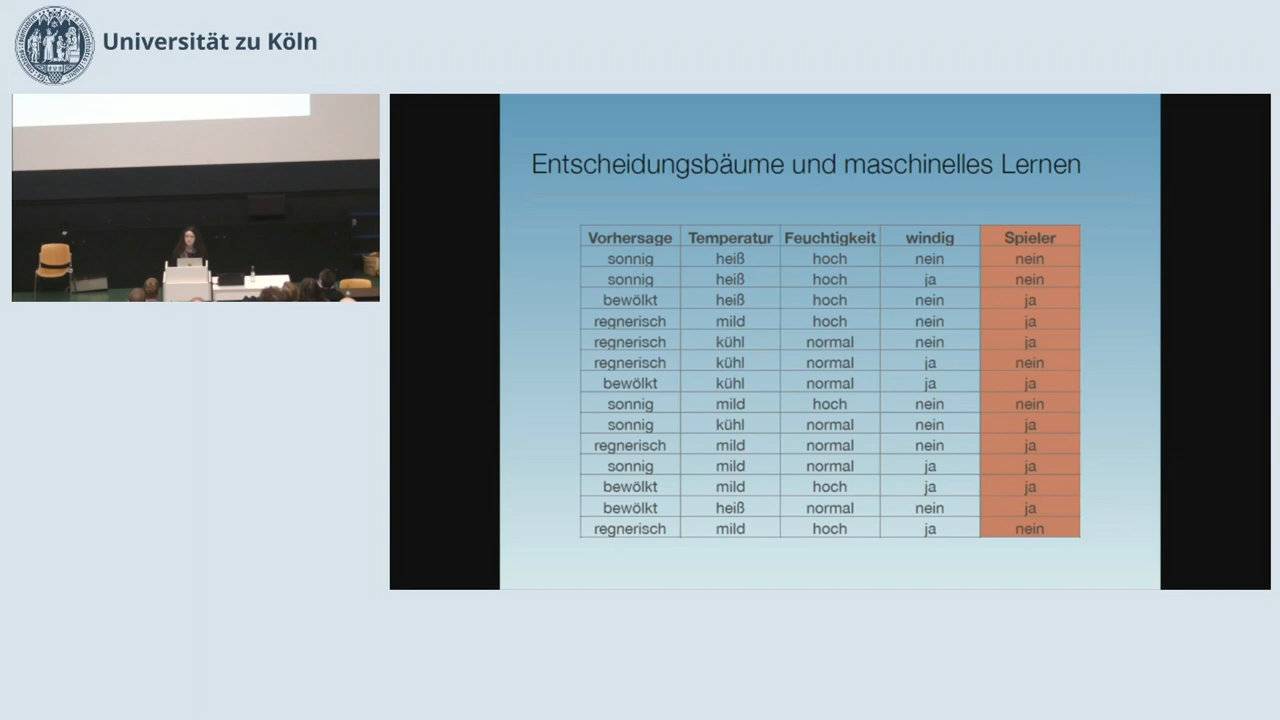 Universität zu Köln
Entscheidungsbäume und maschinelles Lernen
Vorhersage Temperatur Feuchtigkeit windig Spieler
sonnig heiß hoch nein nein
sonnig heiß hoch ja nein
bewölkt heiß hoch nein ja
regnerisch mild hoch nein ja
regnerisch kühl normal nein ja
regnerisch kühl normal ja nein
bewölkt kühl normal ja ja
sonnig mild hoch nein nein
sonnig kühl normal nein ja
regnerisch mild normal nein ja
sonnig mild normal ja ja
bewölkt mild hoch ja ja
bewölkt heiß normal nein ja
regnerisch mild hoch ja nein